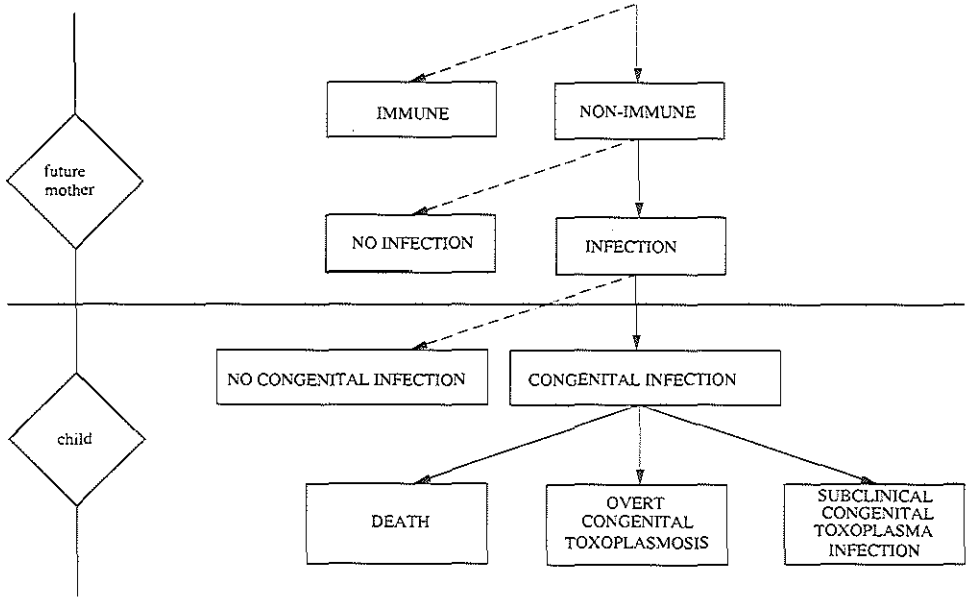 IMMUNE
NON-IMMUNE
future
mother
NO INFECTION
INFECTION
NO CONGENITAL INFECTION
CONGENITAL INFECTION
child
DEATH
OVERT
CONGENITAL
TOXOPLASMOSIS
SUBCLINICAL
CONGENITAL
TOXOPLASMA
INFECTION